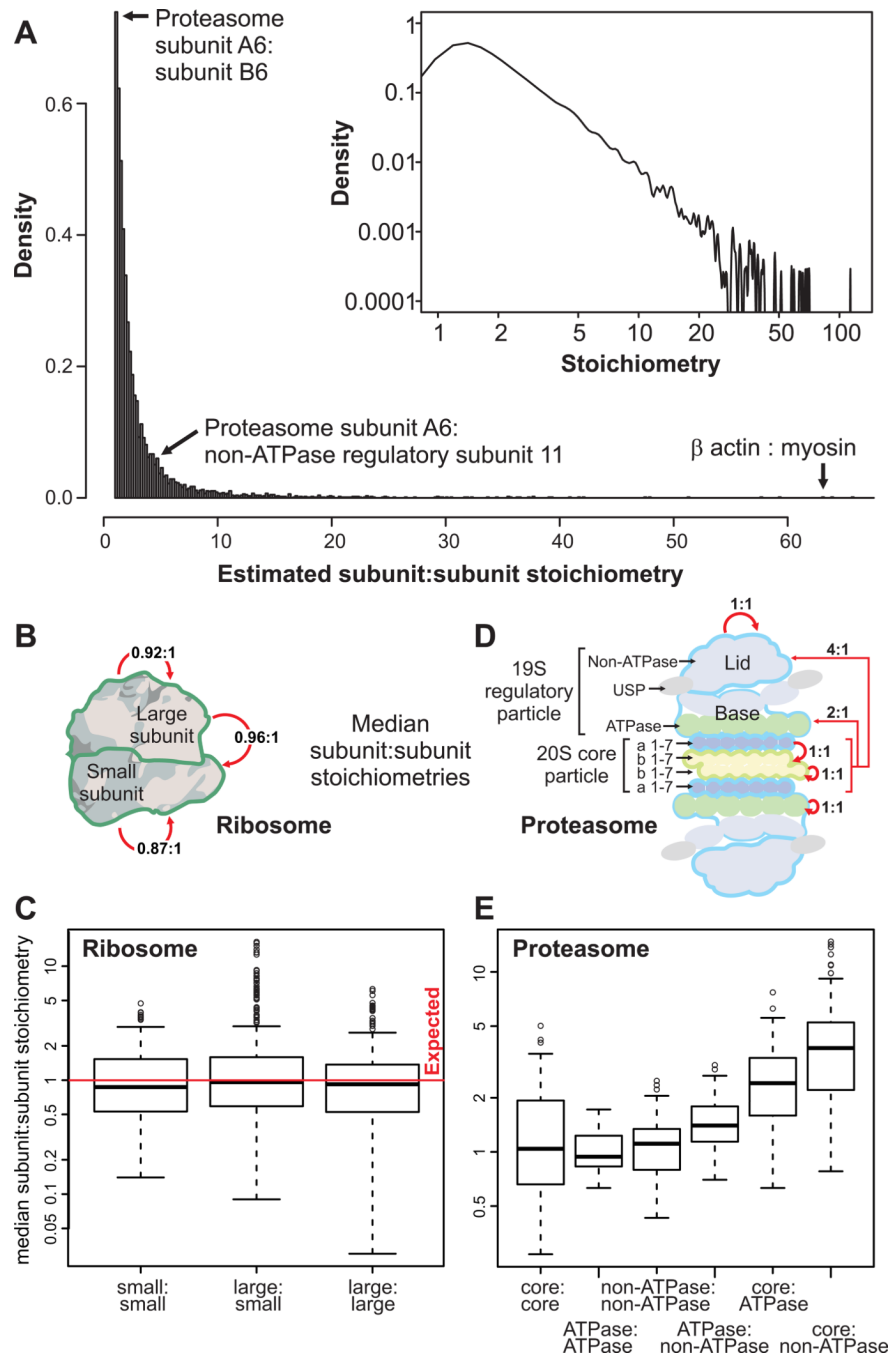 A
Proteasome
subunit A6:
subunit B6
Density
0.6
0.4
0.2
0.0
Proteasome subunit A6:
non-ATPase regulatory subunit 11
β actin : myosin
0 10 20 30 40 50 60
Estimated subunit:subunit stoichiometry
Density
1
0.1
0.01
0.001
0.0001
1 2 5 10 20 50 100
Stoichiometry
B
0.92:1
Large
subunit
0.96:1
Small
subunit
0.87:1
Ribosome
Median
subunit:subunit
stoichiometries
D
1:1
4:1
19S
regulatory
particle
Non-ATPase
Lid
USP
Base
2:1
ATPase
20S core
particle
a 1-7
b 1-7
b 1-7
a 1-7
1:1
1:1
1:1
Proteasome
C
Ribosome
median subunit:subunit stoichiometry
10
5
2
1
0.5
0.2
0.1
0.05
Expected
small:
small
large:
small
large:
large
E
Proteasome
10
5
2
1
0.5
core:
core
ATPase:
ATPase
non-ATPase:
non-ATPase
ATPase:
non-ATPase
core:
ATPase
core:
non-ATPase